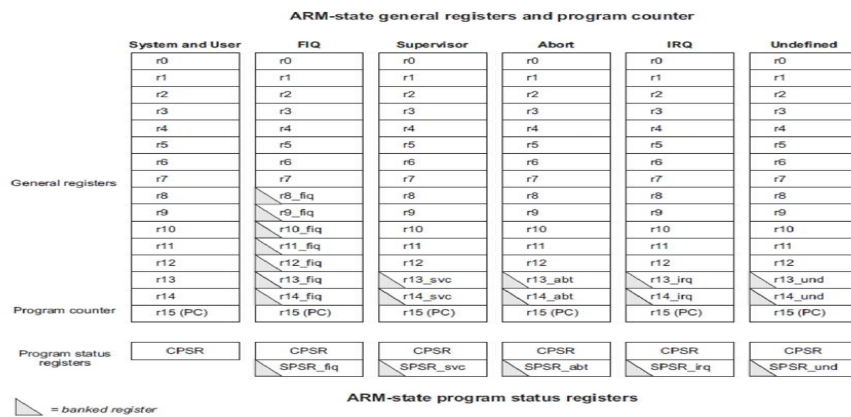 ARM-state general registers and program counter
System and User FIQ Supervisor Abort IRQ Undefined
r0 r0 r0 r0 r0 r0
r1 r1 r1 r1 r1 r1
r2 r2 r2 r2 r2 r2
r3 r3 r3 r3 r3 r3
r4 r4 r4 r4 r4 r4
r5 r5 r5 r5 r5 r5
r6 r6 r6 r6 r6 r6
r7 r7 r7 r7 r7 r7
General registers
r8 r8_fiq r8 r8 r8 r8
r9 r9_fiq r9 r9 r9 r9
r10 r10_fiq r10 r10 r10 r10
r11 r11_fiq r11 r11 r11 r11
r12 r12_fiq r12 r12 r12 r12
r13 r13_fiq r13_svc r13_abt r13_irq r13_und
r14 r14_fiq r14_svc r14_abt r14_irq r14_und
Program counter r15 (PC) r15 (PC) r15 (PC) r15 (PC) r15 (PC) r15 (PC)
Program status
registers
CPSR CPSR CPSR CPSR CPSR CPSR
SPSR_fiq SPSR_svc SPSR_abt SPSR_irq SPSR_und
ARM-state program status registers
= banked register